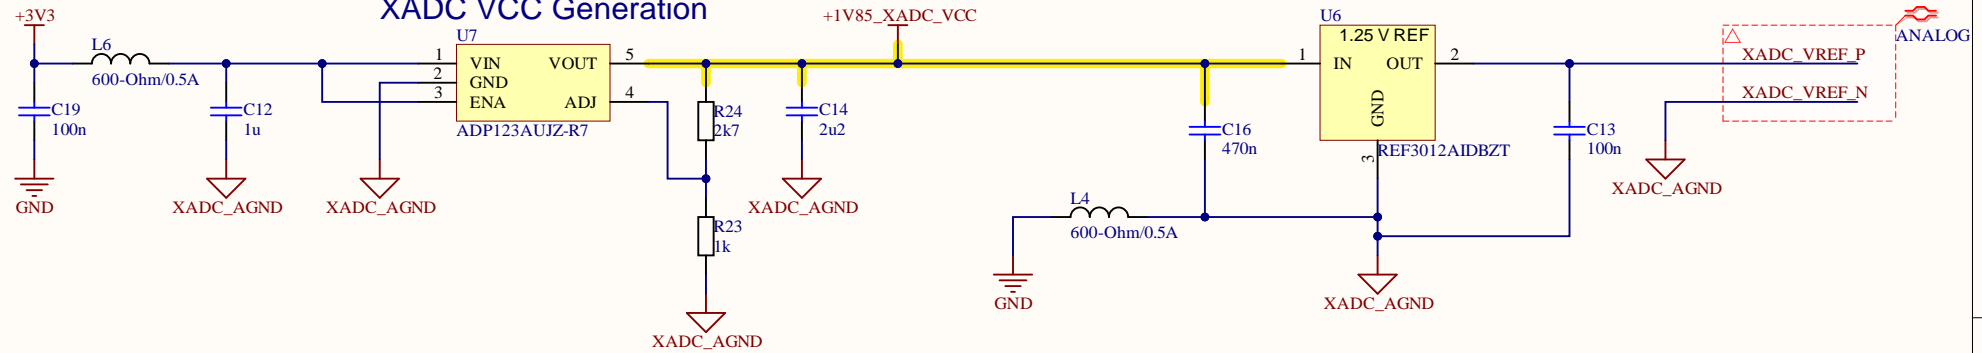 XADC VCC Generation
+3V3
L6
600-Ohm/0.5A
C19
100n
GND
C12
1u
XADC_AGND
XADC_AGND
U7
1
VIN
VOUT
5
2
GND
3
ENA
ADJ
4
ADP123AUJZ-R7
R24
2k7
R23
1k
XADC_AGND
C14
2u2
XADC_AGND
+1V85_XADC_VCC
C16
470n
L4
600-Ohm/0.5A
GND
U6
1.25 V REF
1
IN
OUT
2
GND
3
REF3012AIDBZT
XADC_AGND
C13
100n
XADC_AGND
XADC_VREF_P
XADC_VREF_N
ANALOG